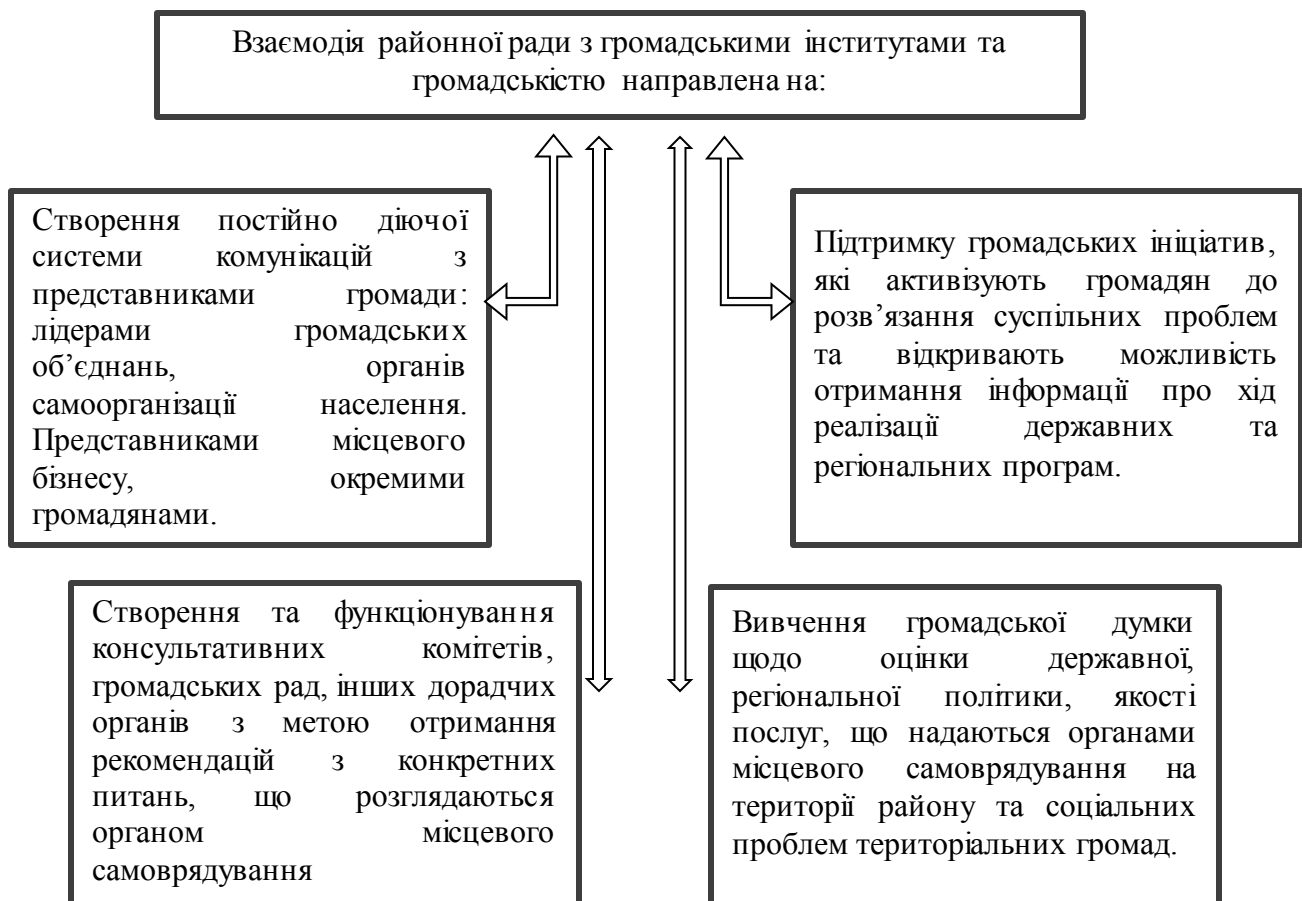 Взаємодія районної ради з громадськими інститутами та
громадськістю направлена на:
Створення постійно діючої
системи комунікацій з
представниками громади:
лідерами громадських
об’єднань, органів
самоорганізації населення.
Представниками місцевого
бізнесу, окремими
громадянами.
Підтримку громадських ініціатив,
які активізують громадян до
розв’язання суспільних проблем
та відкривають можливість
отримання інформації про хід
реалізації державних та
регіональних програм.
Створення та функціонування
консультативних комітетів,
громадських рад, інших дорадчих
органів з метою отримання
рекомендацій з конкретних
питань, що розглядаються
органом місцевого
самоврядування
Вивчення громадської думки
щодо оцінки державної,
регіональної політики, якості
послуг, що надаються органами
місцевого самоврядування на
території району та соціальних
проблем територіальних громад.